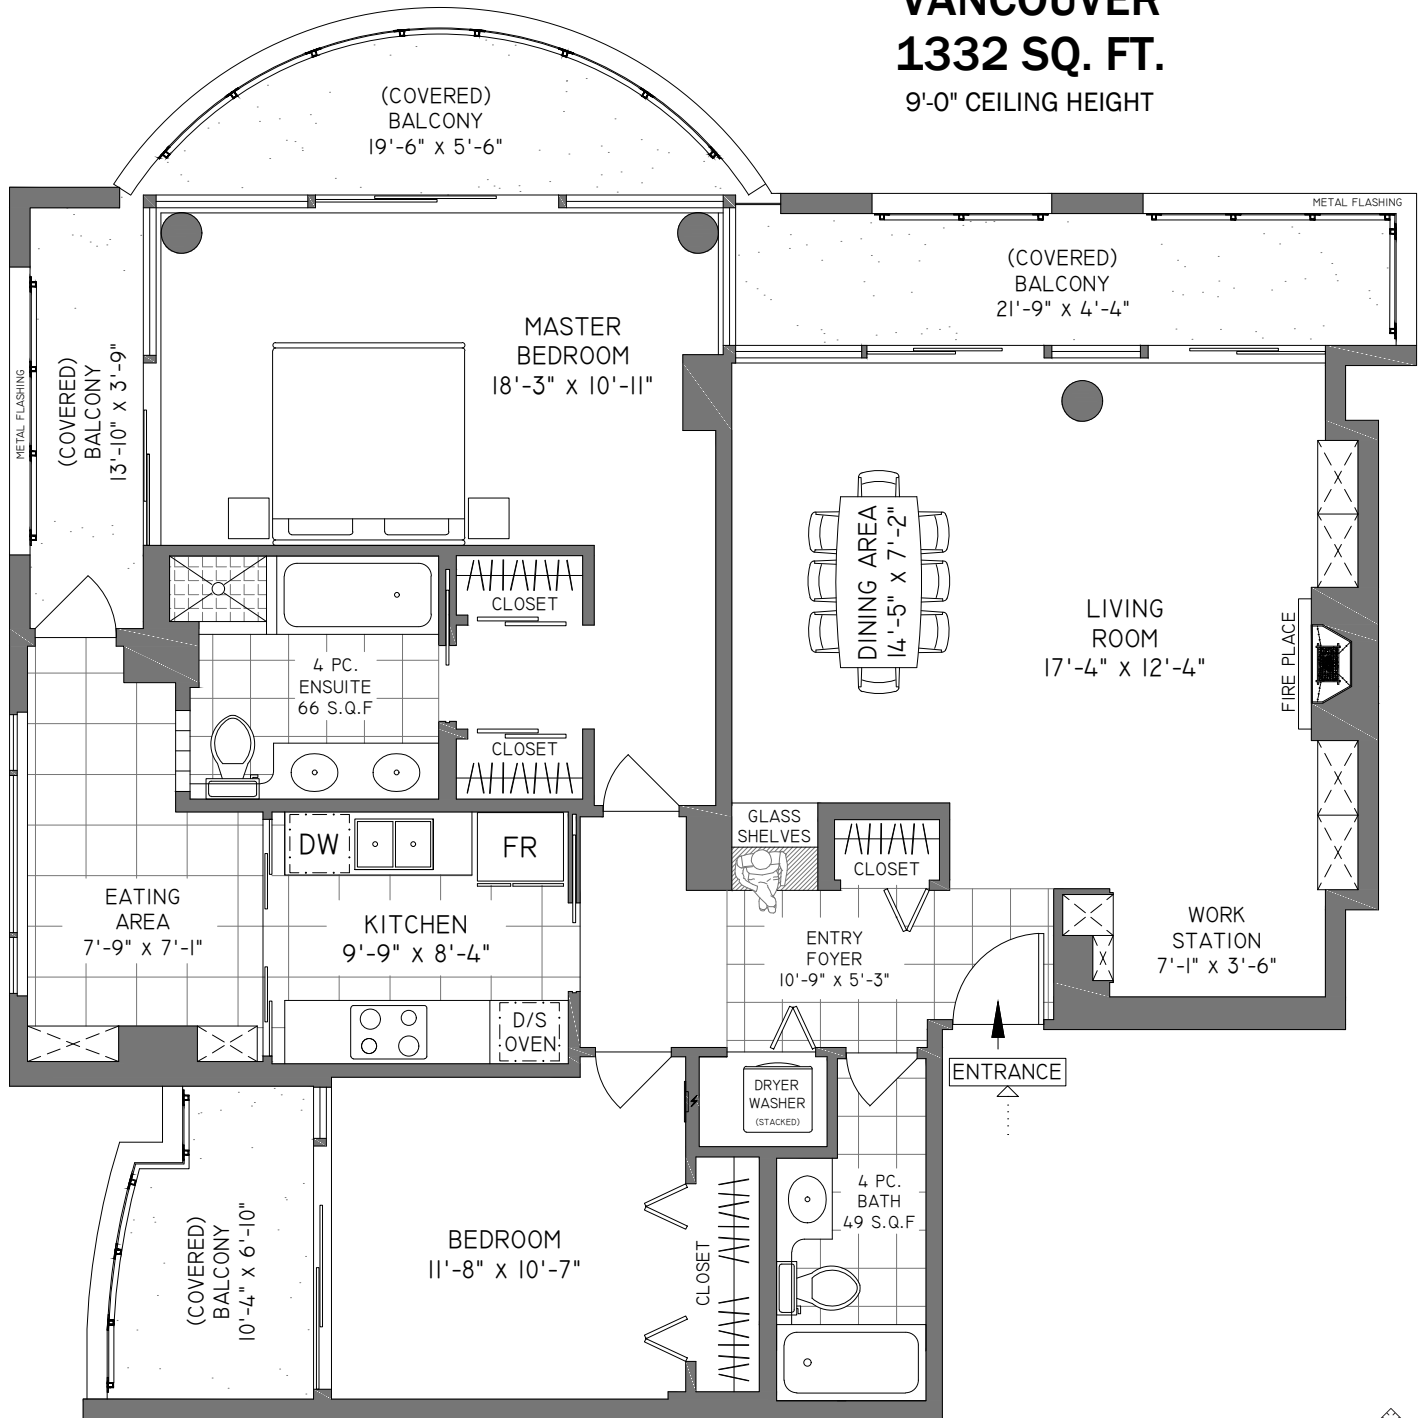 VANCOUVER
1332 SQ. FT.
9'-0" CEILING HEIGHT
(COVERED)
BALCONY
19'-6" X 5'-6"
METAL FLASHING
(COVERED)
BALCONY
21'-9" X 4'-4"
MASTER
BEDROOM
18'-3" X 10'-11"
METAL FLASHING
(COVERED)
BALCONY
13'-10" X 3'-9"
DINING AREA
14'-5" X 7'-2"
CLOSET
LIVING
ROOM
17'-4" X 12'-4"
FIRE PLACE
4 PC.
ENSUITE
66 S.Q.F
CLOSET
GLASS
SHELVES
DW
FR
CLOSET
EATING
AREA
7'-9" X 7'-1"
KITCHEN
9'-9" X 8'-4"
ENTRY
FOYER
10'-9" X 5'-3"
WORK
STATION
7'-1" X 3'-6"
D/S
OVEN
ENTRANCE
DRYER
WASHER
(STACKED)
4 PC.
BATH
49 S.Q.F
(COVERED)
BALCONY
10'-4" X 6'-10"
BEDROOM
11'-8" X 10'-7"
CLOSET